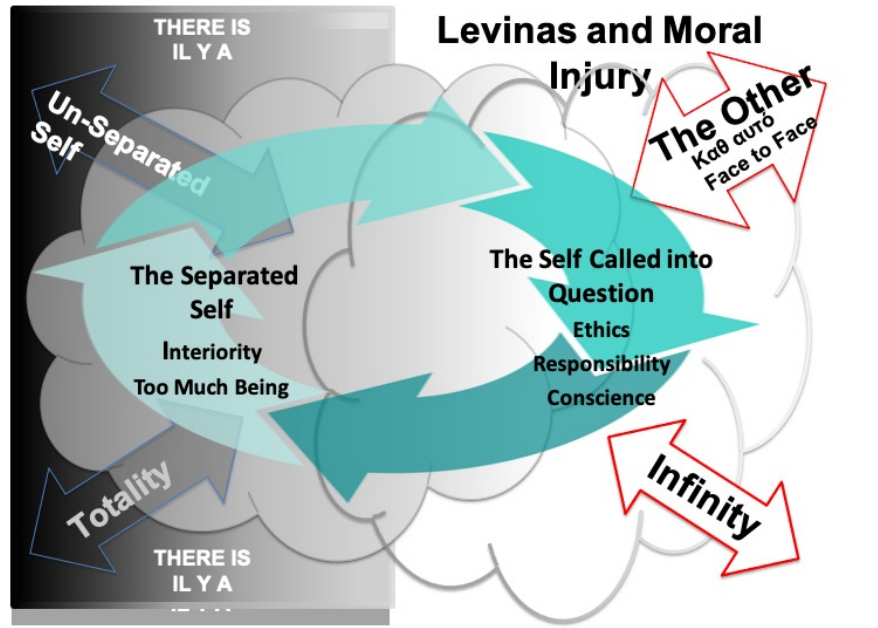 THERE IS
IL Y A
Levinas and Moral
Injury
Un-Separated
Self
The Other
Καθ αυτό
Face to Face
The Separated
Self
Interiority
Too Much Being
The Self Called into
Question
Ethics
Responsibility
Conscience
Totality
Infinity
THERE IS
IL Y A
IL Y A